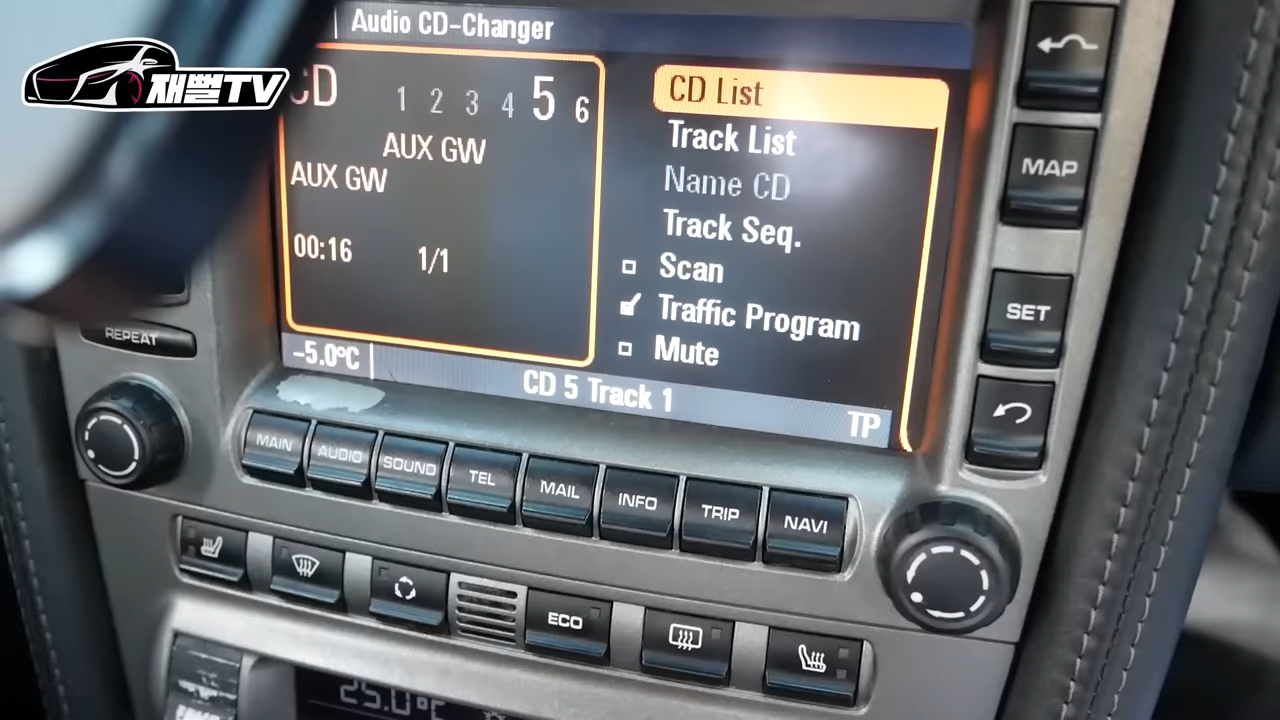 재뻘TV
Audio CD-Changer
CD 1 2 3 4 5 6
AUX GW
AUX GW
00:16 1/1
CD List
Track List
Name CD
Track Seq.
Scan
Traffic Program
Mute
-5.0°C
CD 5 Track 1
TP
MAP
SET
REPEAT
MAIN
AUDIO
SOUND
TEL
MAIL
INFO
TRIP
NAVI
ECO
25.0°C